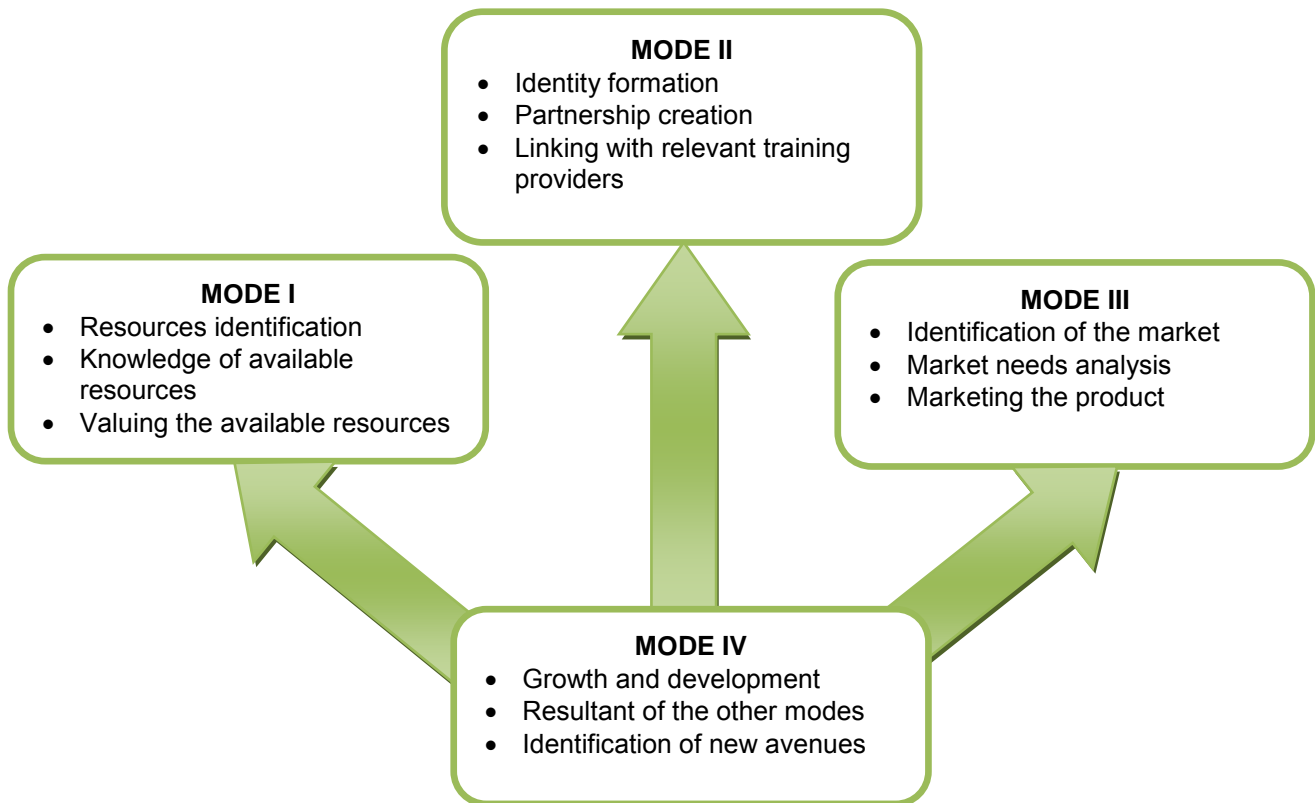 MODE II
• Identity formation
• Partnership creation
• Linking with relevant training
providers
MODE I
• Resources identification
• Knowledge of available
resources
• Valuing the available resources
MODE III
• Identification of the market
• Market needs analysis
• Marketing the product
MODE IV
• Growth and development
• Resultant of the other modes
• Identification of new avenues